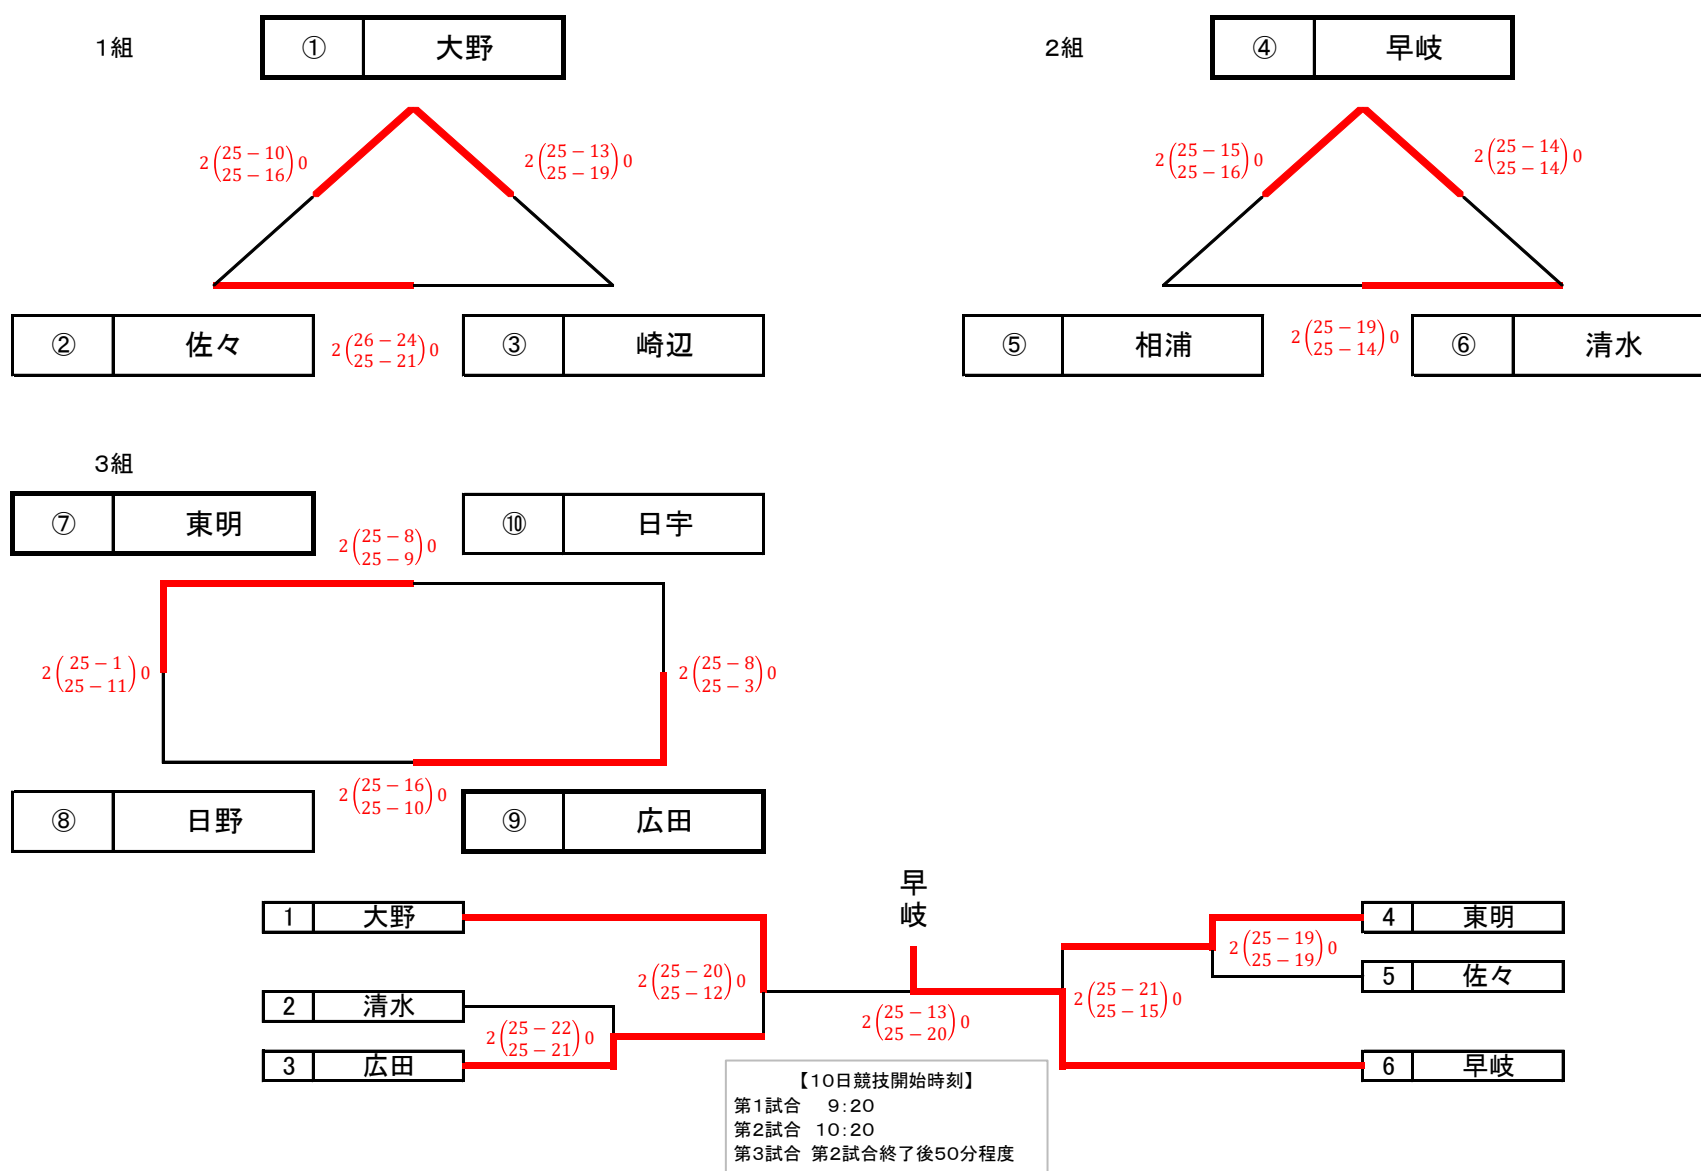 1組
① 大野
2組
④ 早岐
2(25-10 25-16)0
2(25-13 25-19)0
2(25-15 25-16)0
2(25-14 25-14)0
② 佐々
2(26-24 25-21)0
③ 崎辺
⑤ 相浦
2(25-19 25-14)0
⑥ 清水
3組
⑦ 東明
2(25-8 25-9)0
⑩ 日宇
2(25-1 25-11)0
2(25-8 25-3)0
⑧ 日野
2(25-16 25-10)0
⑨ 広田
早岐
1 大野
4 東明
2(25-19 25-19)0
2(25-20 25-12)0
5 佐々
2 清水
2(25-21 25-15)0
2(25-13 25-20)0
2(25-22 25-21)0
3 広田
6 早岐
【10日競技開始時刻】
第1試合 9:20
第2試合 10:20
第3試合 第2試合終了後50分程度